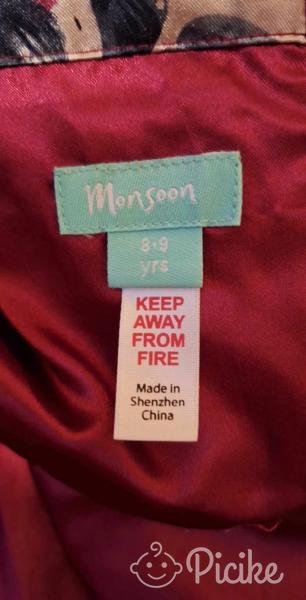 Monsoon
8-9
yrs
KEEP
AWAY
FROM
FIRE
Made in
Shenzhen
China
Picike